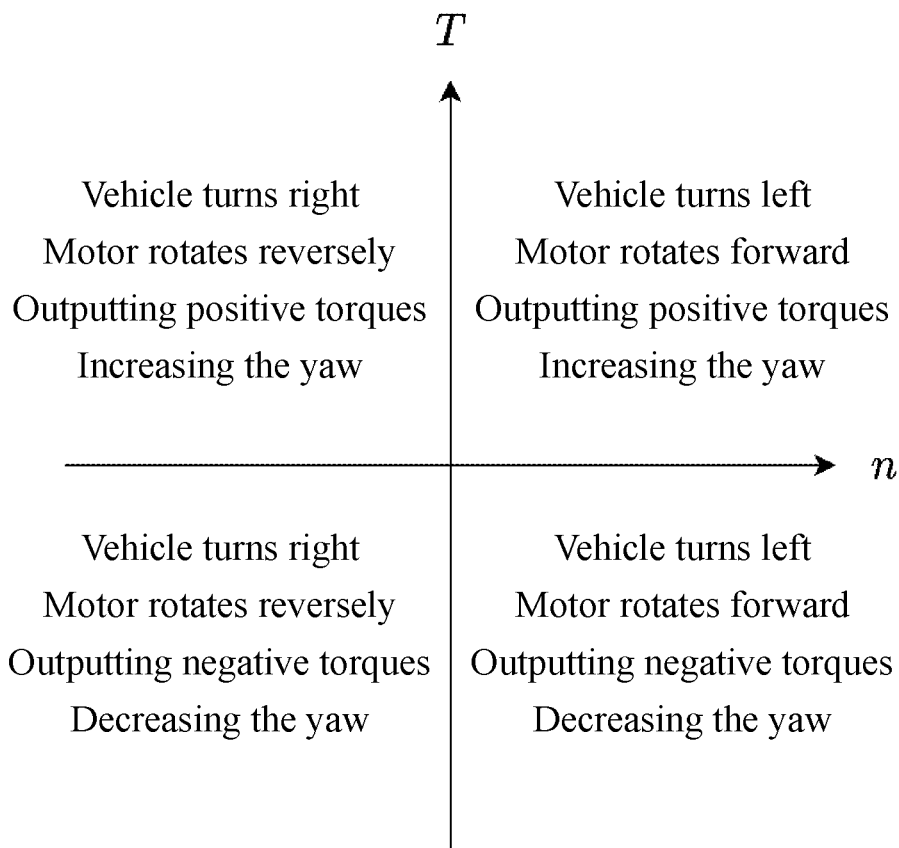 T
Vehicle turns right
Motor rotates reversely
Outputting positive torques
Increasing the yaw
Vehicle turns left
Motor rotates forward
Outputting positive torques
Increasing the yaw
n
Vehicle turns right
Motor rotates reversely
Outputting negative torques
Decreasing the yaw
Vehicle turns left
Motor rotates forward
Outputting negative torques
Decreasing the yaw